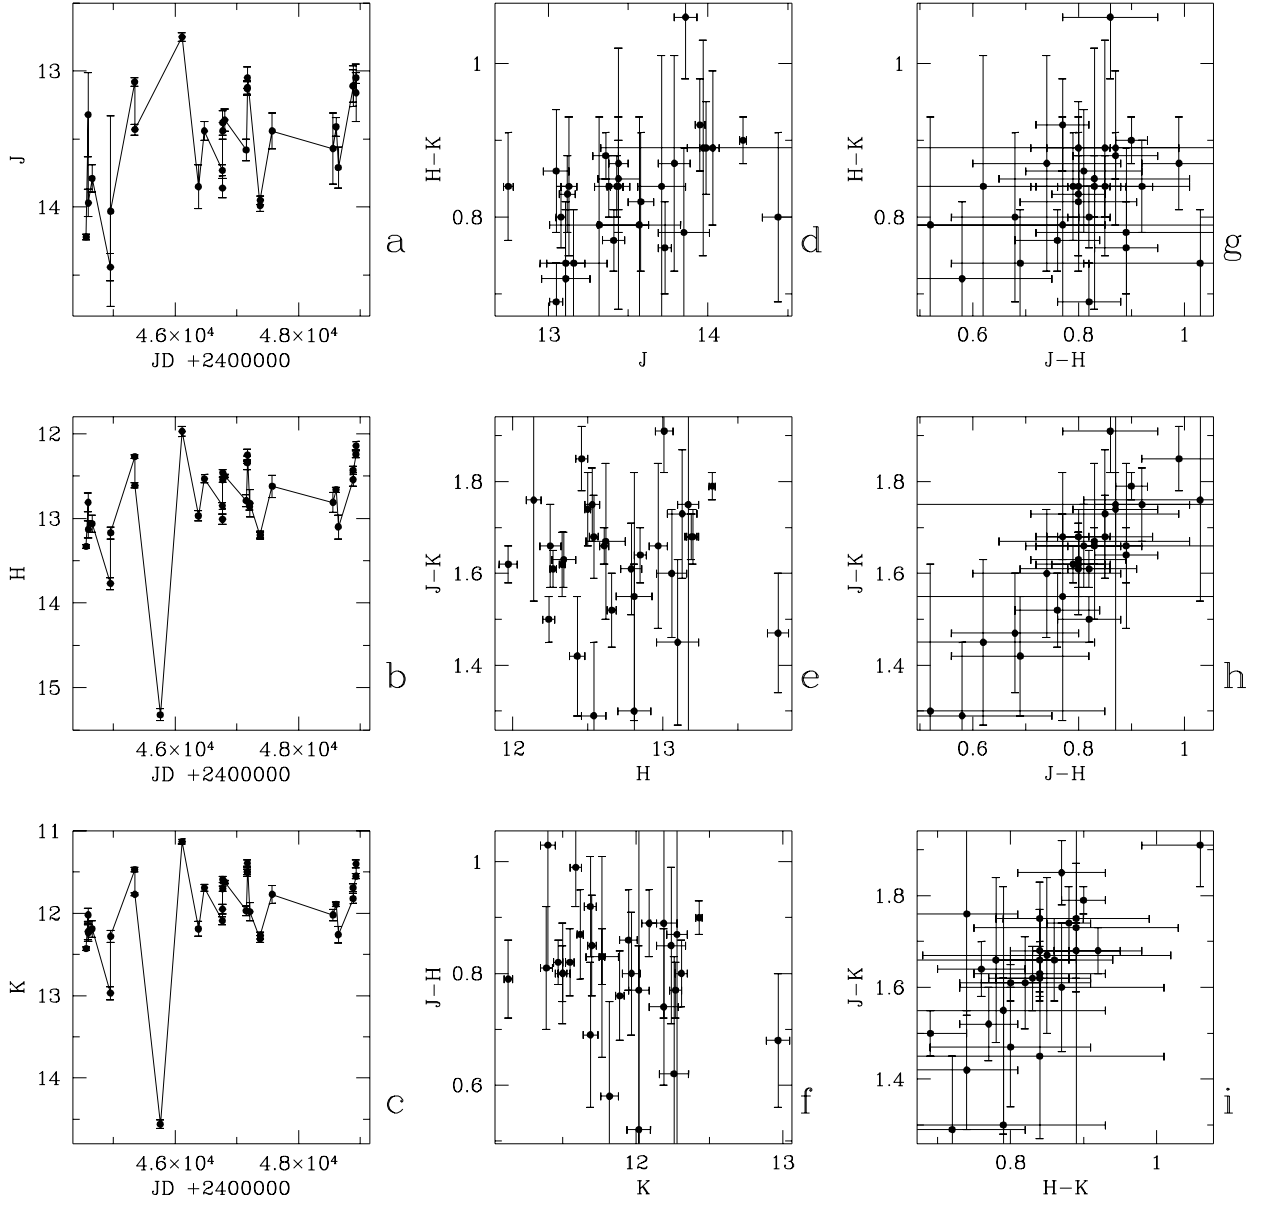 13
14
J
4.6×10⁴ 4.8×10⁴
JD +2400000
a
1
0.8
H−K
13 14
J
d
1
0.8
H−K
0.6 0.8 1
J−H
g
12
13
14
15
H
4.6×10⁴ 4.8×10⁴
JD +2400000
b
1.8
1.6
1.4
J−K
12 13
H
e
1.8
1.6
1.4
J−K
0.6 0.8 1
J−H
h
11
12
13
14
K
4.6×10⁴ 4.8×10⁴
JD +2400000
c
1
0.8
0.6
J−H
12 13
K
f
1.8
1.6
1.4
J−K
0.8 1
H−K
i